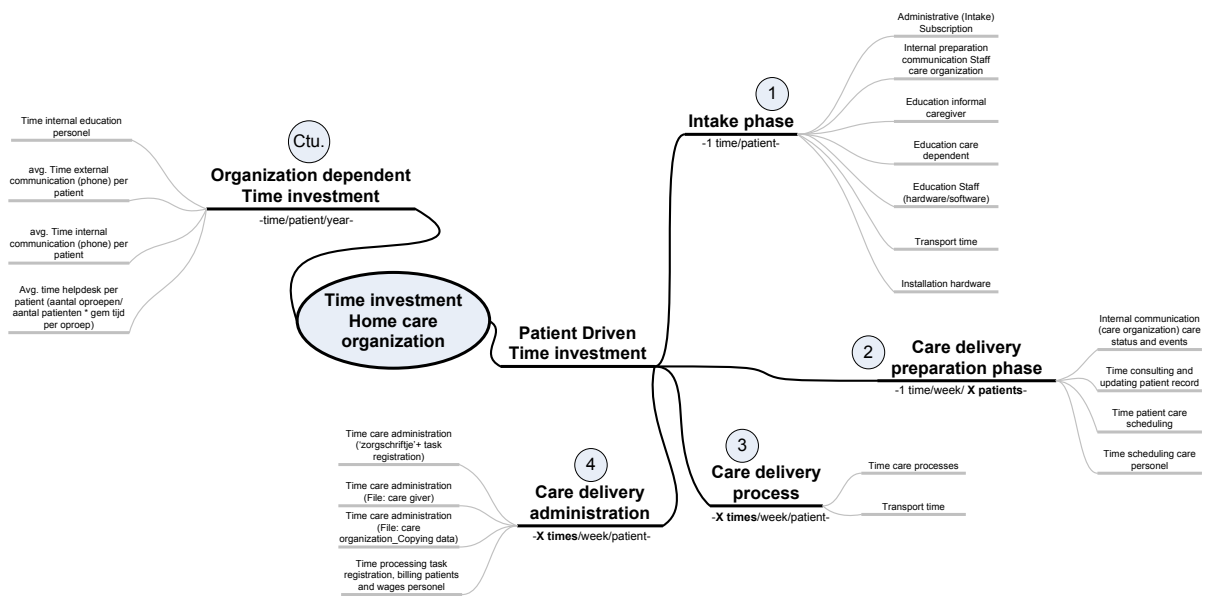 Administrative (Intake)
Subscription
Internal preparation
communication Staff
care organization
1
Intake phase
-1 time/patient-
Education informal
caregiver
Education care
dependent
Education Staff
(hardware/software)
Transport time
Installation hardware
Time internal education
personel
avg. Time external
communication (phone) per
patient
avg. Time internal
communication (phone) per
patient
Avg. time helpdesk per
patient (aantal oproepen/
aantal patienten * gem tijd
per oproep)
Ctu.
Organization dependent
Time investment
-time/patient/year-
Time investment
Home care
organization
Patient Driven
Time investment
2
Care delivery
preparation phase
-1 time/week/ X patients-
Internal communication
(care organization) care
status and events
Time consulting and
updating patient record
Time patient care
scheduling
Time scheduling care
personel
3
Care delivery
process
-X times/week/patient-
Time care processes
Transport time
4
Care delivery
administration
-X times/week/patient-
Time care administration
('zorgschriftje'+ task
registration)
Time care administration
(File: care giver)
Time care administration
(File: care
organization_Copying data)
Time processing task
registration, billing patients
and wages personel